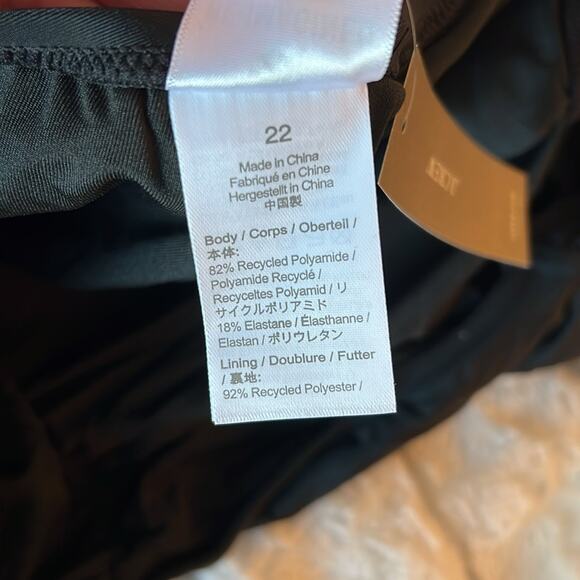 22
Made in China
Fabriqué en Chine
Hergestellt in China
中国製
Body / Corps / Oberteil /
本体:
82% Recycled Polyamide /
Polyamide Recyclé /
Recyceltes Polyamid / リ
サイクルポリアミド
18% Elastane / Élasthanne /
Elastan / ポリウレタン
Lining / Doublure / Futter
/ 裏地:
92% Recycled Polyester /